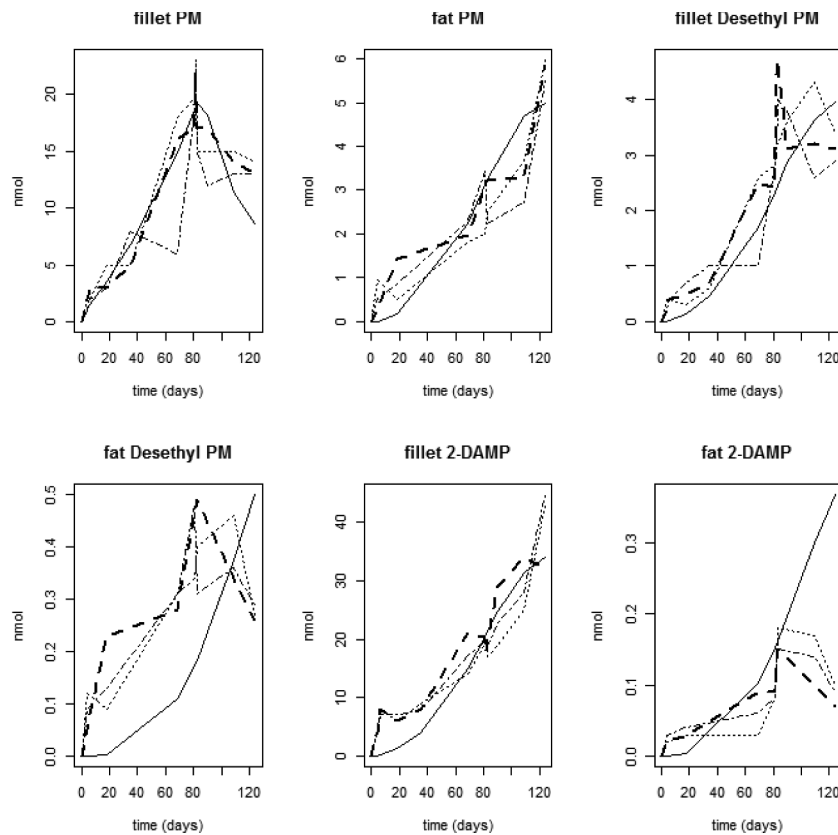 fillet PM
fat PM
fillet Desethyl PM
nmol
0
5
10
15
20
0 20 40 60 80 120
time (days)
nmol
0
1
2
3
4
5
6
0 20 40 60 80 120
time (days)
nmol
0
1
2
3
4
0 20 40 60 80 120
time (days)
fat Desethyl PM
fillet 2-DAMP
fat 2-DAMP
nmol
0.0
0.1
0.2
0.3
0.4
0.5
0 20 40 60 80 120
time (days)
nmol
0
10
20
30
40
0 20 40 60 80 120
time (days)
nmol
0.0
0.1
0.2
0.3
0 20 40 60 80 120
time (days)